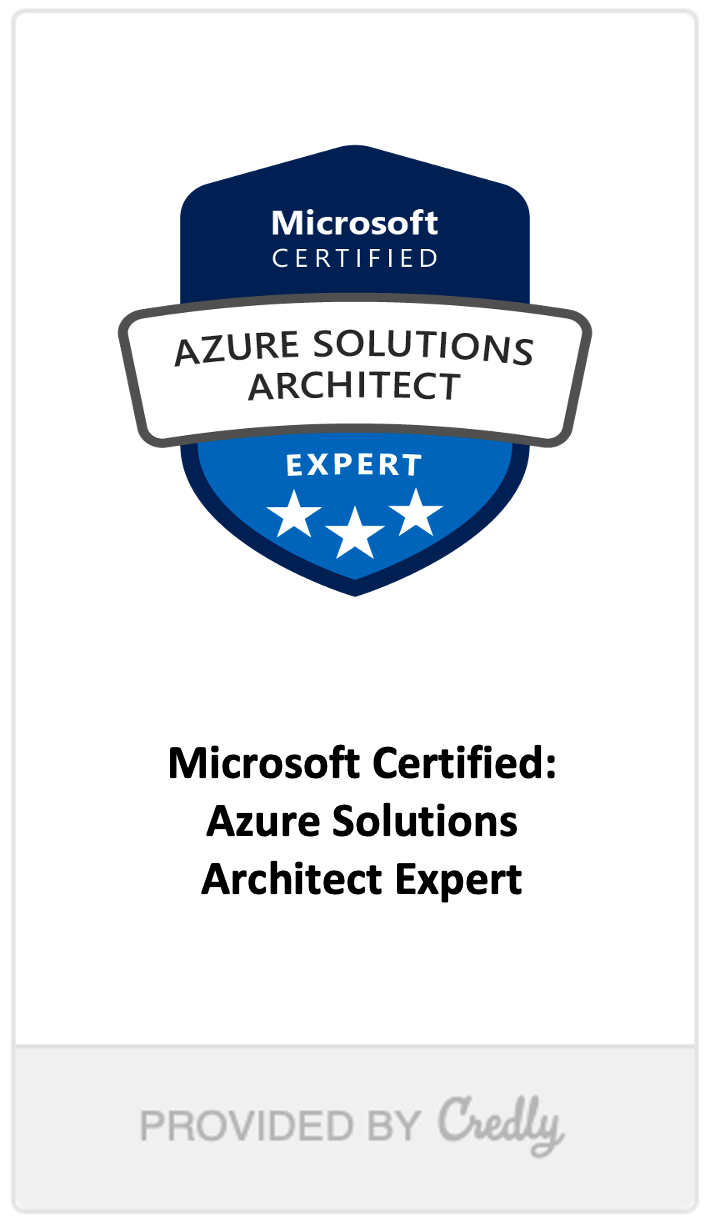 Microsoft
CERTIFIED
AZURE SOLUTIONS
ARCHITECT
EXPERT
Microsoft Certified:
Azure Solutions
Architect Expert
PROVIDED BY Credly